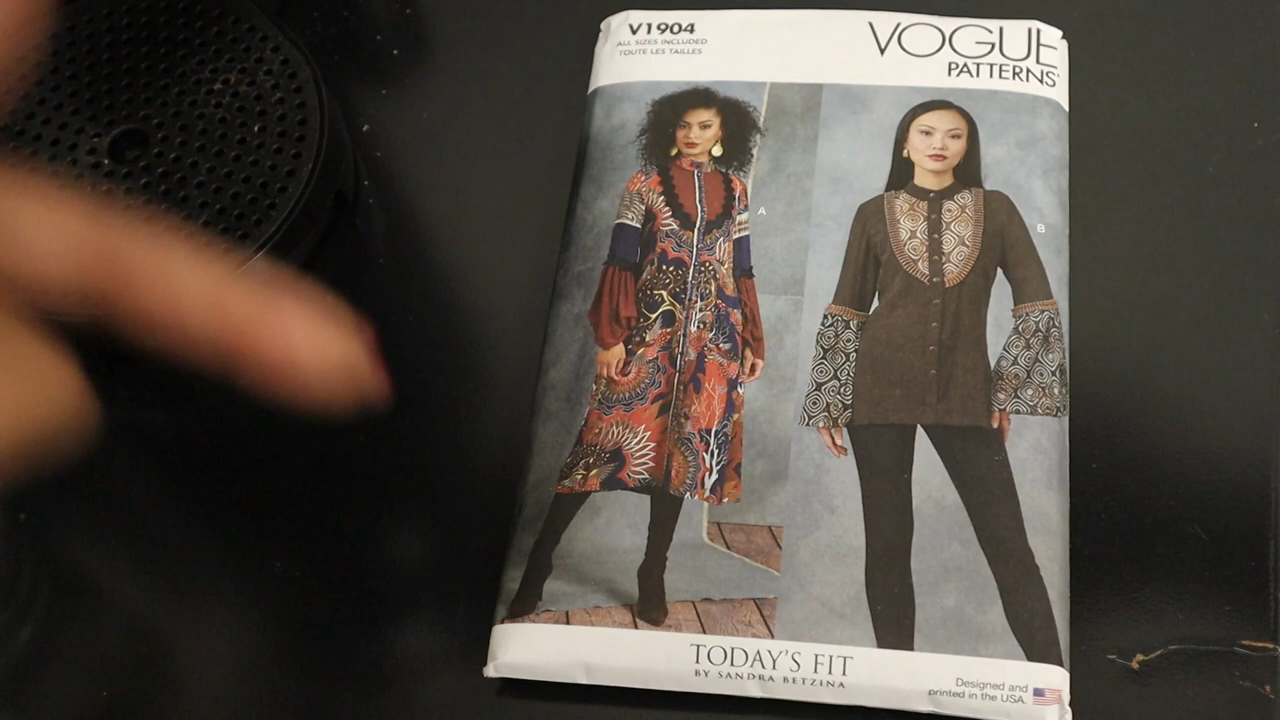 V1904
ALL SIZES INCLUDED
TOUTE LES TAILLES
VOGUE
PATTERNS
A
B
TODAY'S FIT
BY SANDRA BETZINA
Designed and
printed in the USA.